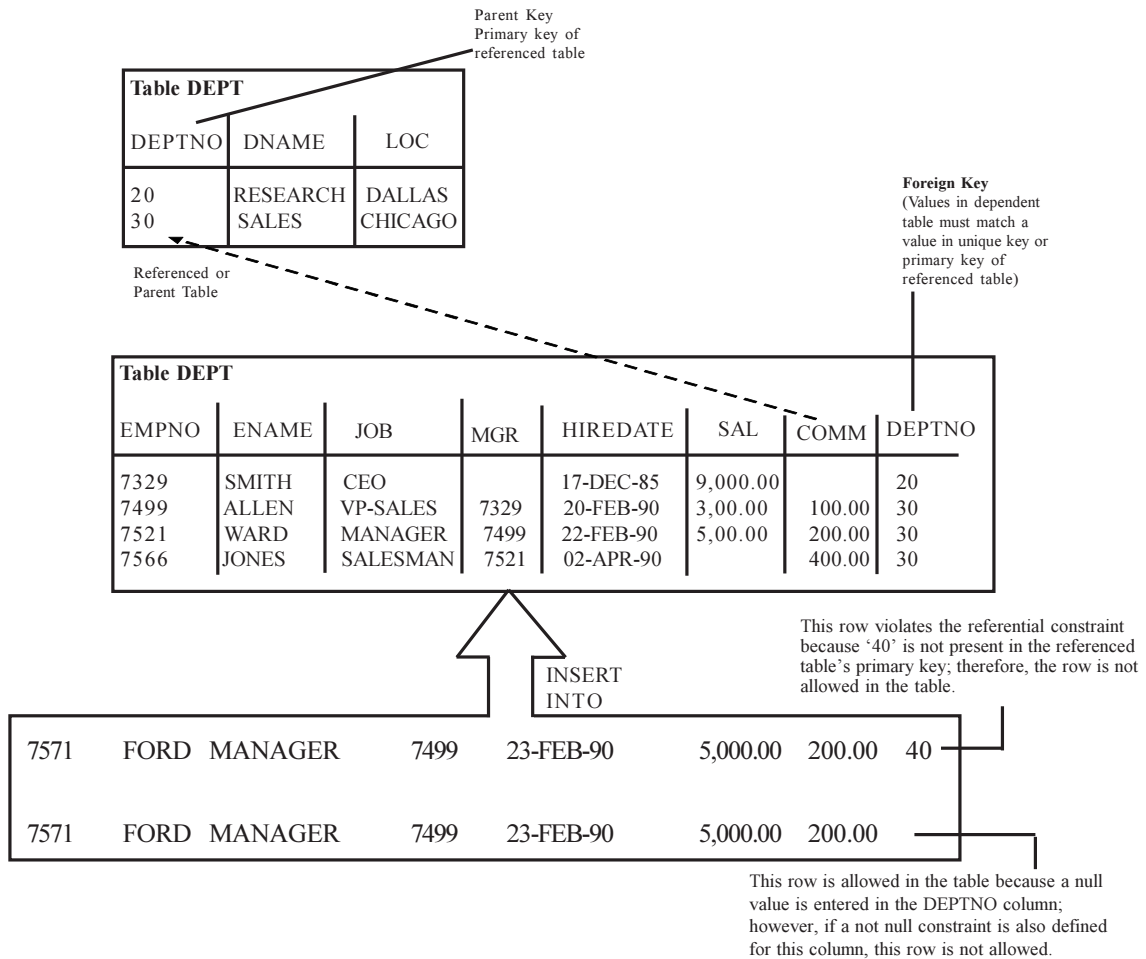 Parent Key
Primary key of
referenced table
Table DEPT
DEPTNO DNAME LOC
20 RESEARCH DALLAS
30 SALES CHICAGO
Referenced or
Parent Table
Foreign Key
(Values in dependent
table must match a
value in unique key or
primary key of
referenced table)
Table DEPT
EMPNO ENAME JOB MGR HIREDATE SAL COMM DEPTNO
7329 SMITH CEO 17-DEC-85 9,000.00 20
7499 ALLEN VP-SALES 7329 20-FEB-90 3,00.00 100.00 30
7521 WARD MANAGER 7499 22-FEB-90 5,00.00 200.00 30
7566 JONES SALESMAN 7521 02-APR-90 400.00 30
This row violates the referential constraint
because ‘40’ is not present in the referenced
table’s primary key; therefore, the row is not
allowed in the table.
INSERT
INTO
7571 FORD MANAGER 7499 23-FEB-90 5,000.00 200.00 40
7571 FORD MANAGER 7499 23-FEB-90 5,000.00 200.00
This row is allowed in the table because a null
value is entered in the DEPTNO column;
however, if a not null constraint is also defined
for this column, this row is not allowed.